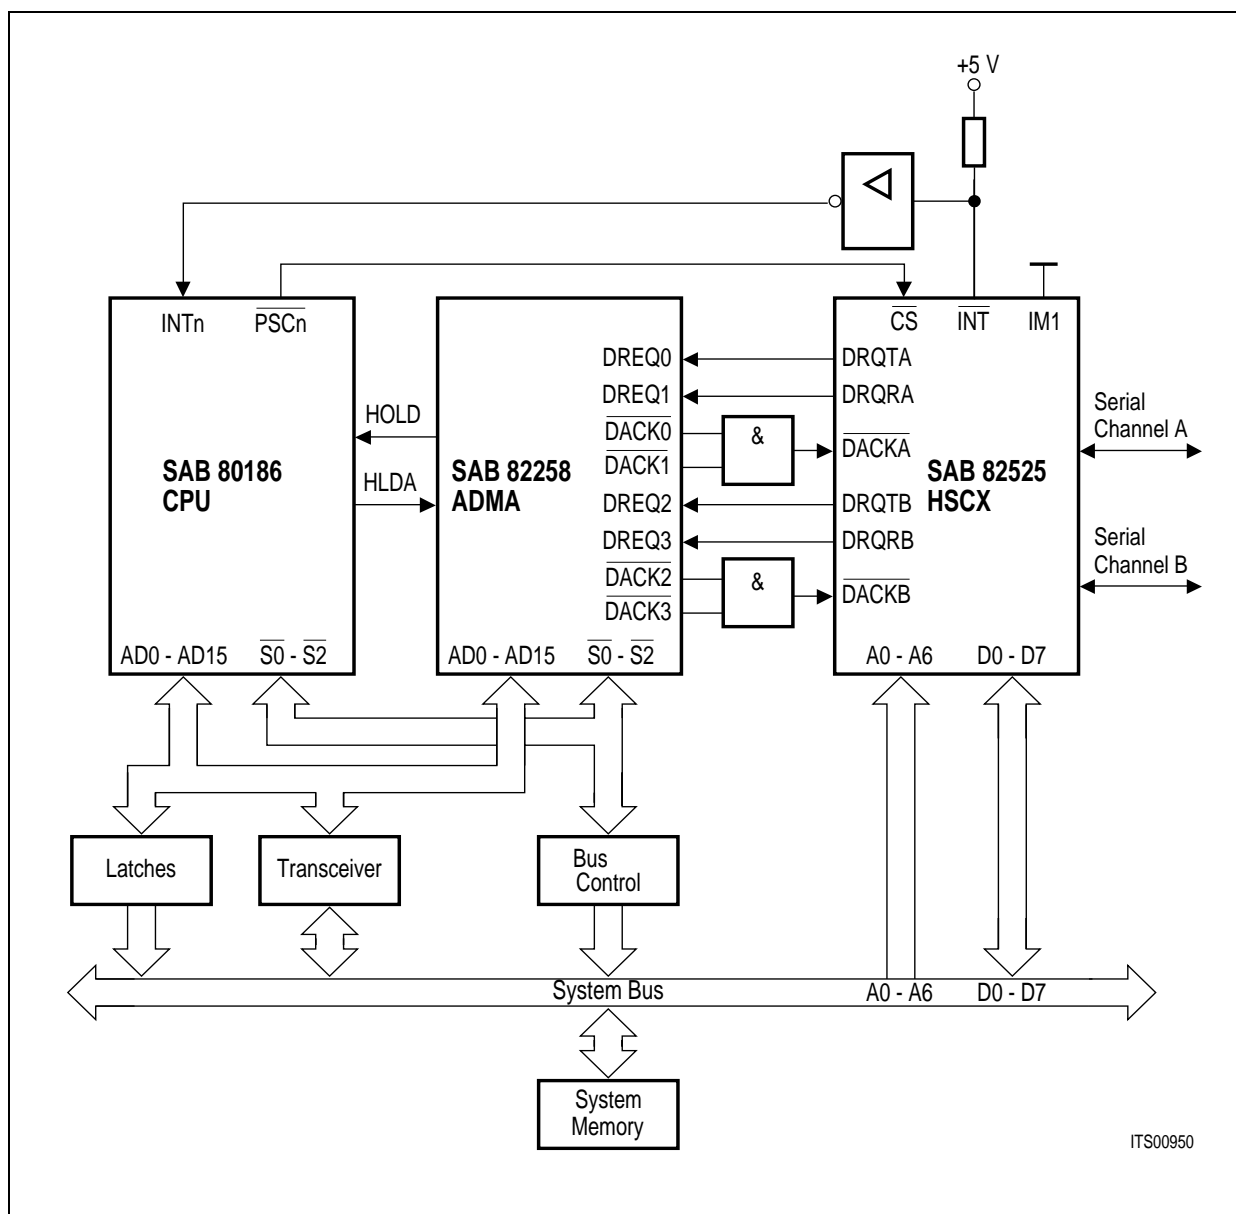 +5 V
INTn
PSCn
CS
INT
IM1
DREQ0
DRQTA
DREQ1
DRQRA
HOLD
DACK0
&
DACKA
DACK1
Serial
Channel A
SAB 80186
CPU
SAB 82258
ADMA
SAB 82525
HSCX
HLDA
DREQ2
DRQTB
DREQ3
DRQRB
Serial
Channel B
DACK2
&
DACKB
DACK3
AD0 - AD15
S0 - S2
AD0 - AD15
S0 - S2
A0 - A6
D0 - D7
Latches
Transceiver
Bus
Control
System Bus
A0 - A6
D0 - D7
System
Memory
ITS00950